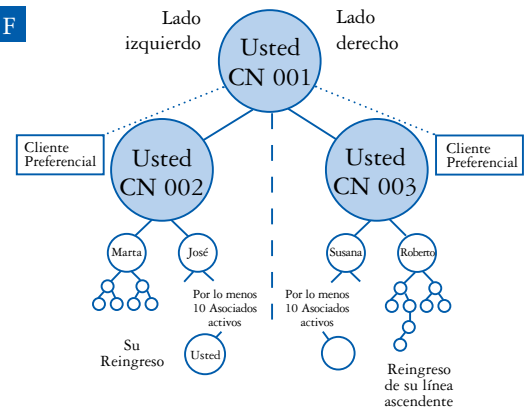 F
Lado
izquierdo
Lado
derecho
Usted
CN 001
Cliente
Preferencial
Usted
CN 002
Usted
CN 003
Cliente
Preferencial
Marta
José
Susana
Roberto
Por lo menos
10 Asociados
activos
Por lo menos
10 Asociados
activos
Su
Reingreso
Usted
Reingreso
de su línea
ascendente